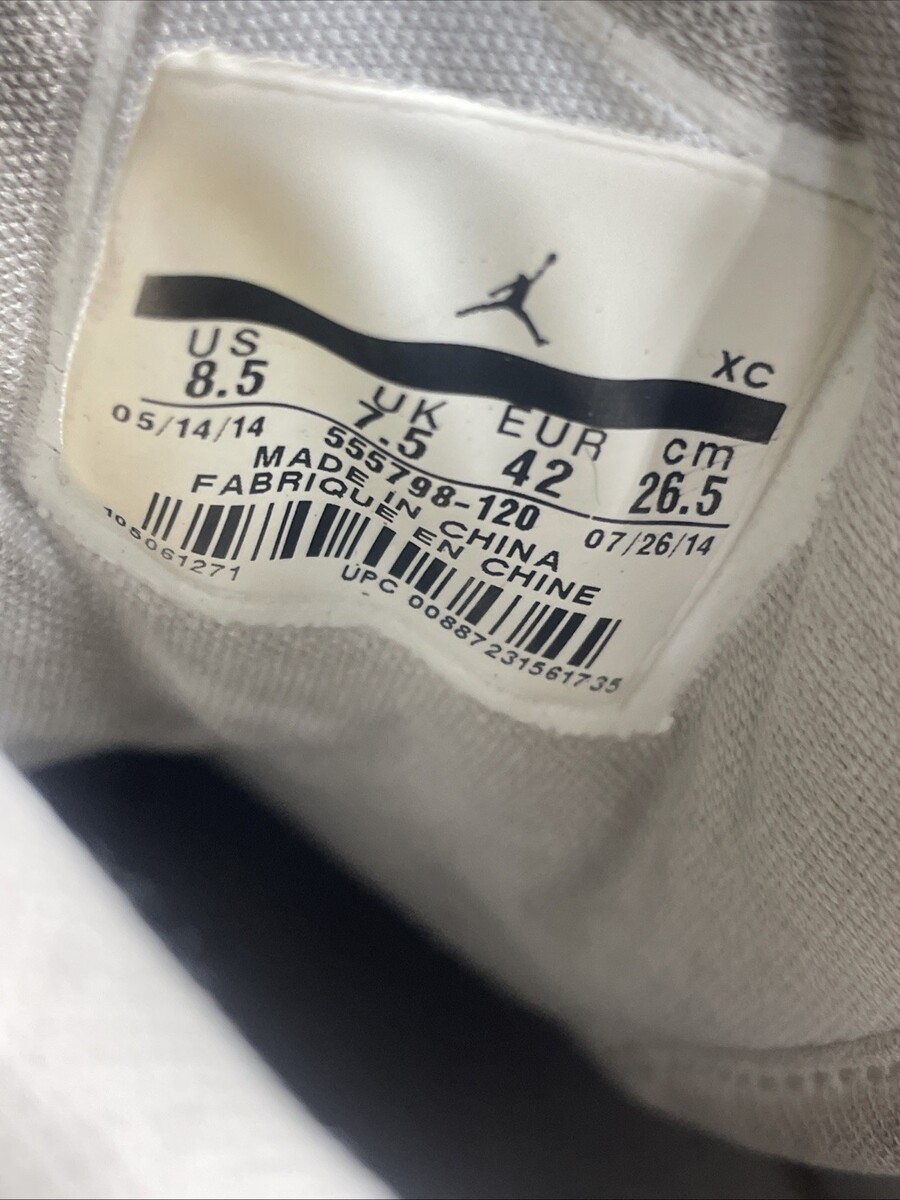 XC
US UK EUR cm
8.5 7.5 42 26.5
05/14/14 555798-120 07/26/14
MADE IN CHINA
FABRIQUE EN CHINE
105061271 UPC 00887231561735